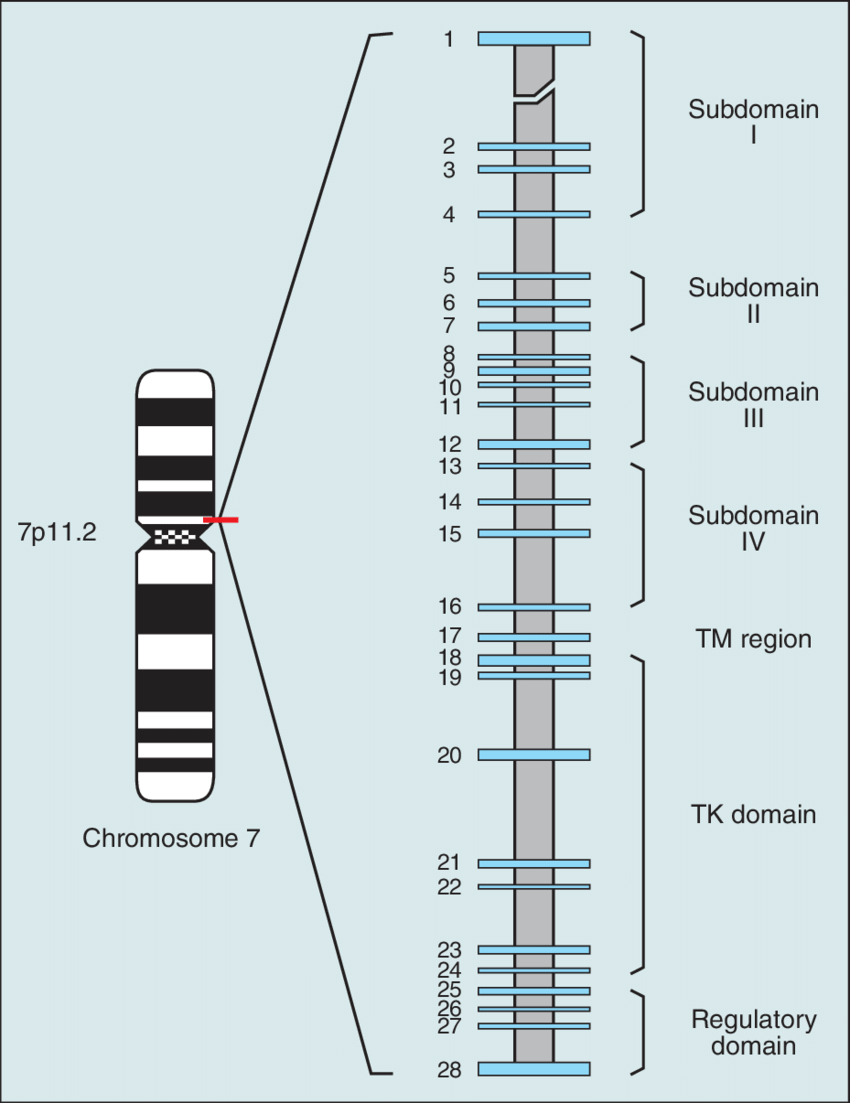 1
Subdomain
I
2
3
4
5
Subdomain
II
6
7
8
9
10
Subdomain
III
11
12
13
14
Subdomain
IV
7p11.2
15
16
17
TM region
18
19
20
TK domain
Chromosome 7
21
22
23
24
25
26
Regulatory
domain
27
28